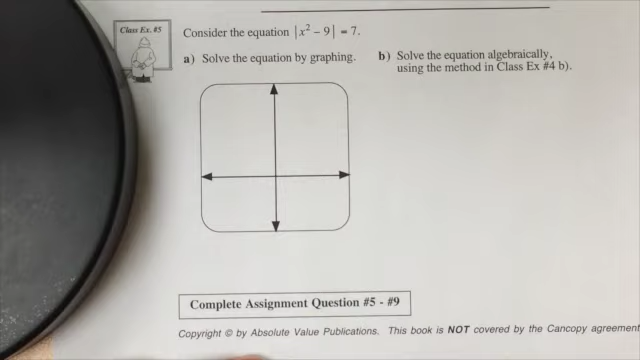 Class Ex. #5
Consider the equation |x² − 9| = 7.
a) Solve the equation by graphing.
b) Solve the equation algebraically,
using the method in Class Ex #4 b).
Complete Assignment Question #5 - #9
Copyright © by Absolute Value Publications. This book is NOT covered by the Cancopy agreement